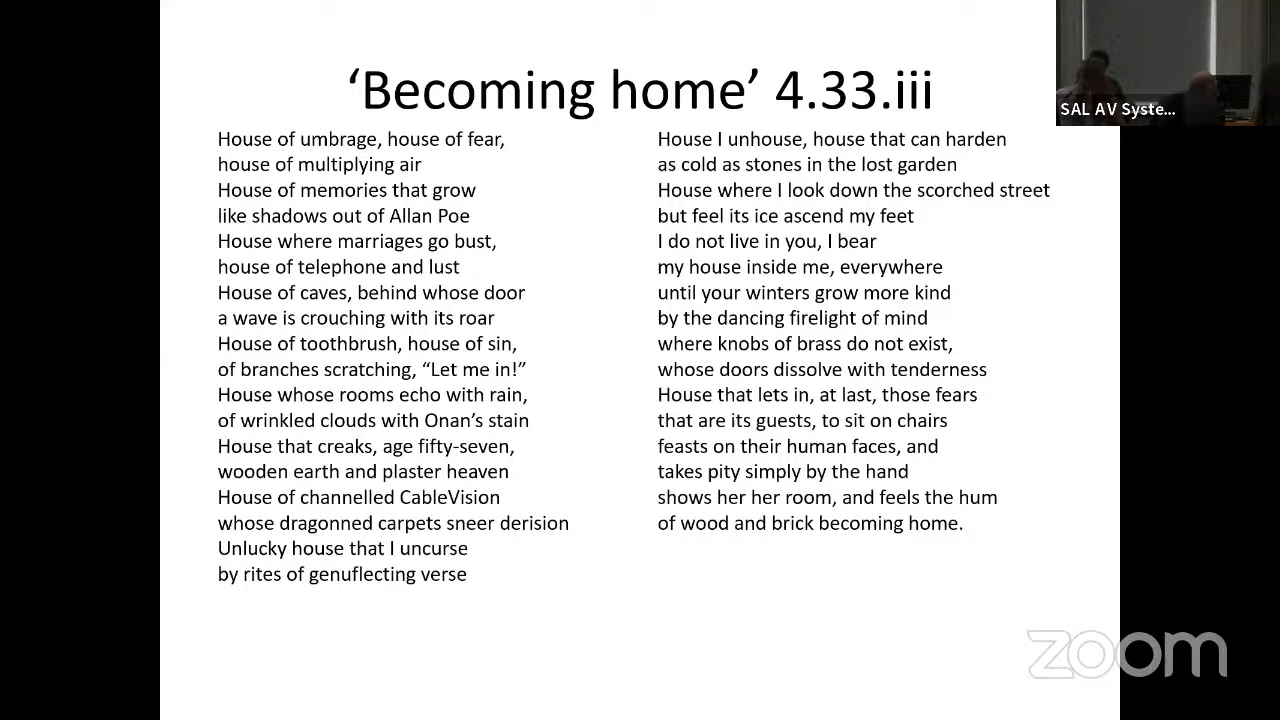 ‘Becoming home’ 4.33.iii
House of umbrage, house of fear,
house of multiplying air
House of memories that grow
like shadows out of Allan Poe
House where marriages go bust,
house of telephone and lust
House of caves, behind whose door
a wave is crouching with its roar
House of toothbrush, house of sin,
of branches scratching, “Let me in!”
House whose rooms echo with rain,
of wrinkled clouds with Onan’s stain
House that creaks, age fifty-seven,
wooden earth and plaster heaven
House of channelled CableVision
whose dragonned carpets sneer derision
Unlucky house that I uncurse
by rites of genuflecting verse
House I unhouse, house that can harden
as cold as stones in the lost garden
House where I look down the scorched street
but feel its ice ascend my feet
I do not live in you, I bear
my house inside me, everywhere
until your winters grow more kind
by the dancing firelight of mind
where knobs of brass do not exist,
whose doors dissolve with tenderness
House that lets in, at last, those fears
that are its guests, to sit on chairs
feasts on their human faces, and
takes pity simply by the hand
shows her her room, and feels the hum
of wood and brick becoming home.
SAL AV Syste...
zoom